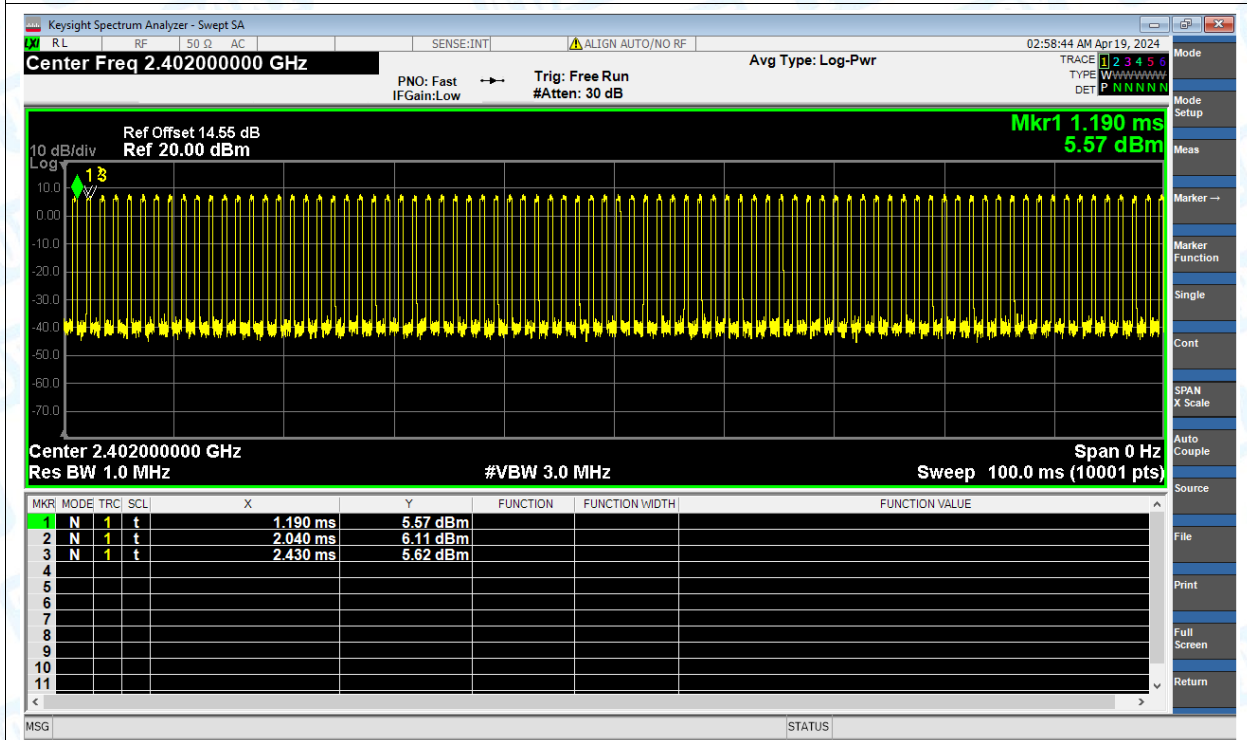 Keysight Spectrum Analyzer - Swept SA
LXI RL RF 50 Ω AC SENSE:INT ALIGN AUTO/NO RF 02:58:44 AM Apr 19, 2024
Center Freq 2.402000000 GHz Avg Type: Log-Pwr TRACE 1 2 3 4 5 6
PNO: Fast Trig: Free Run TYPE WWWWWW
IFGain:Low #Atten: 30 dB DET P N N N N N
Mode
Mode Setup
Meas
Marker→
Marker Function
Single
Cont
SPAN X Scale
Auto Couple
Source
File
Print
Full Screen
Return
Ref Offset 14.55 dB Mkr1 1.190 ms
10 dB/div Ref 20.00 dBm 5.57 dBm
Log
1 3
10.0
0.00
-10.0
-20.0
-30.0
-40.0
-50.0
-60.0
-70.0
Center 2.402000000 GHz Span 0 Hz
Res BW 1.0 MHz #VBW 3.0 MHz Sweep 100.0 ms (10001 pts)
MKR MODE TRC SCL X Y FUNCTION FUNCTION WIDTH FUNCTION VALUE
1 N 1 t 1.190 ms 5.57 dBm
2 N 1 t 2.040 ms 6.11 dBm
3 N 1 t 2.430 ms 5.62 dBm
4
5
6
7
8
9
10
11
MSG STATUS